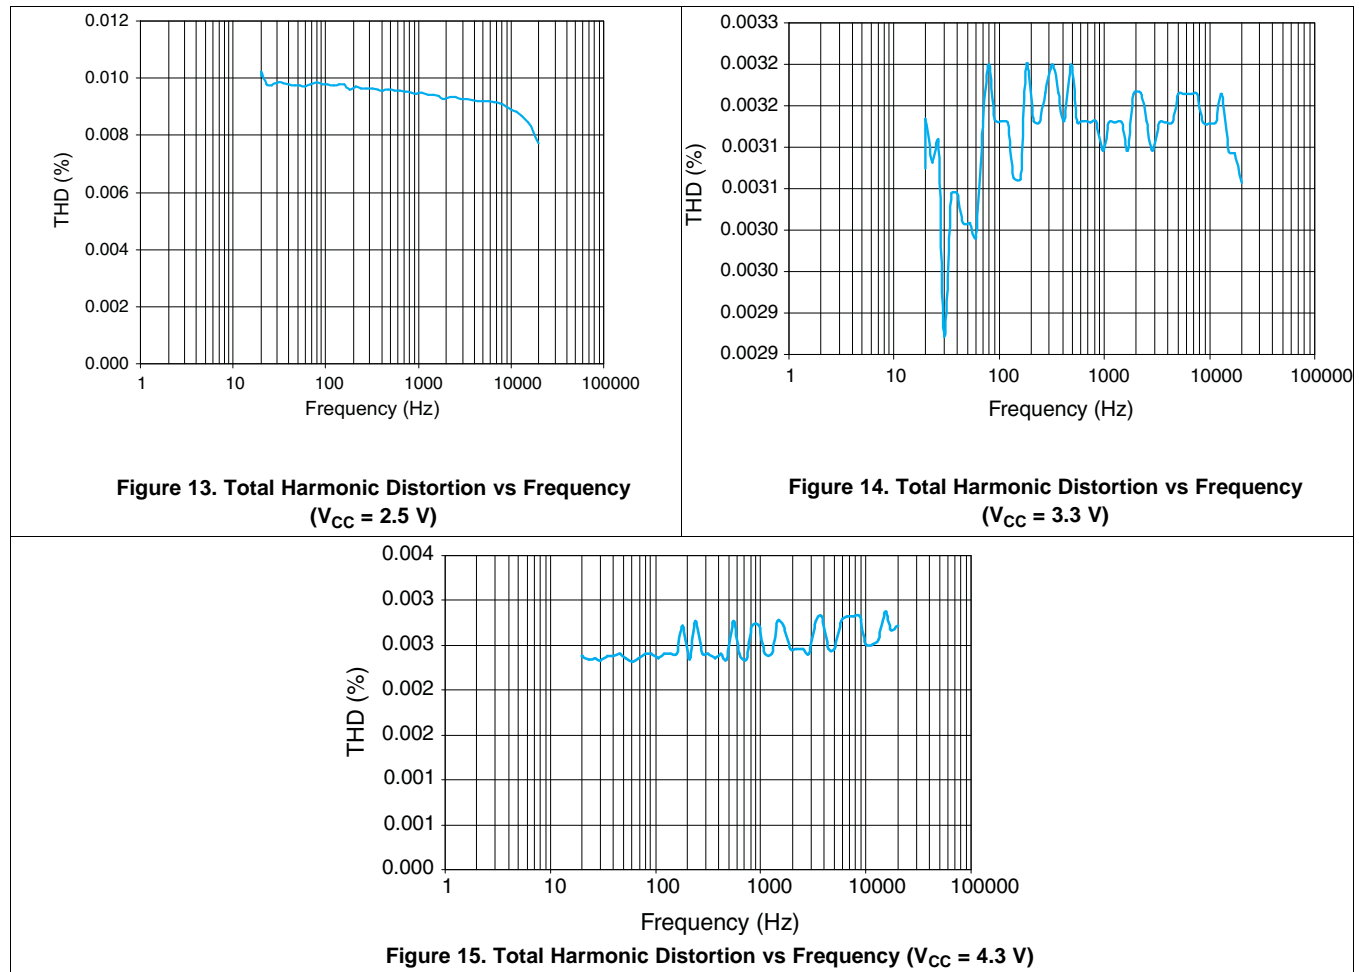 0.012
0.010
0.008
0.006
0.004
0.002
0.000
THD (%)
1 10 100 1000 10000 100000
Frequency (Hz)
Figure 13. Total Harmonic Distortion vs Frequency
(VCC = 2.5 V)
0.0033
0.0032
0.0032
0.0031
0.0031
0.0030
0.0030
0.0029
0.0029
THD (%)
1 10 100 1000 10000 100000
Frequency (Hz)
Figure 14. Total Harmonic Distortion vs Frequency
(VCC = 3.3 V)
0.004
0.003
0.003
0.002
0.002
0.001
0.001
0.000
THD (%)
1 10 100 1000 10000 100000
Frequency (Hz)
Figure 15. Total Harmonic Distortion vs Frequency (VCC = 4.3 V)